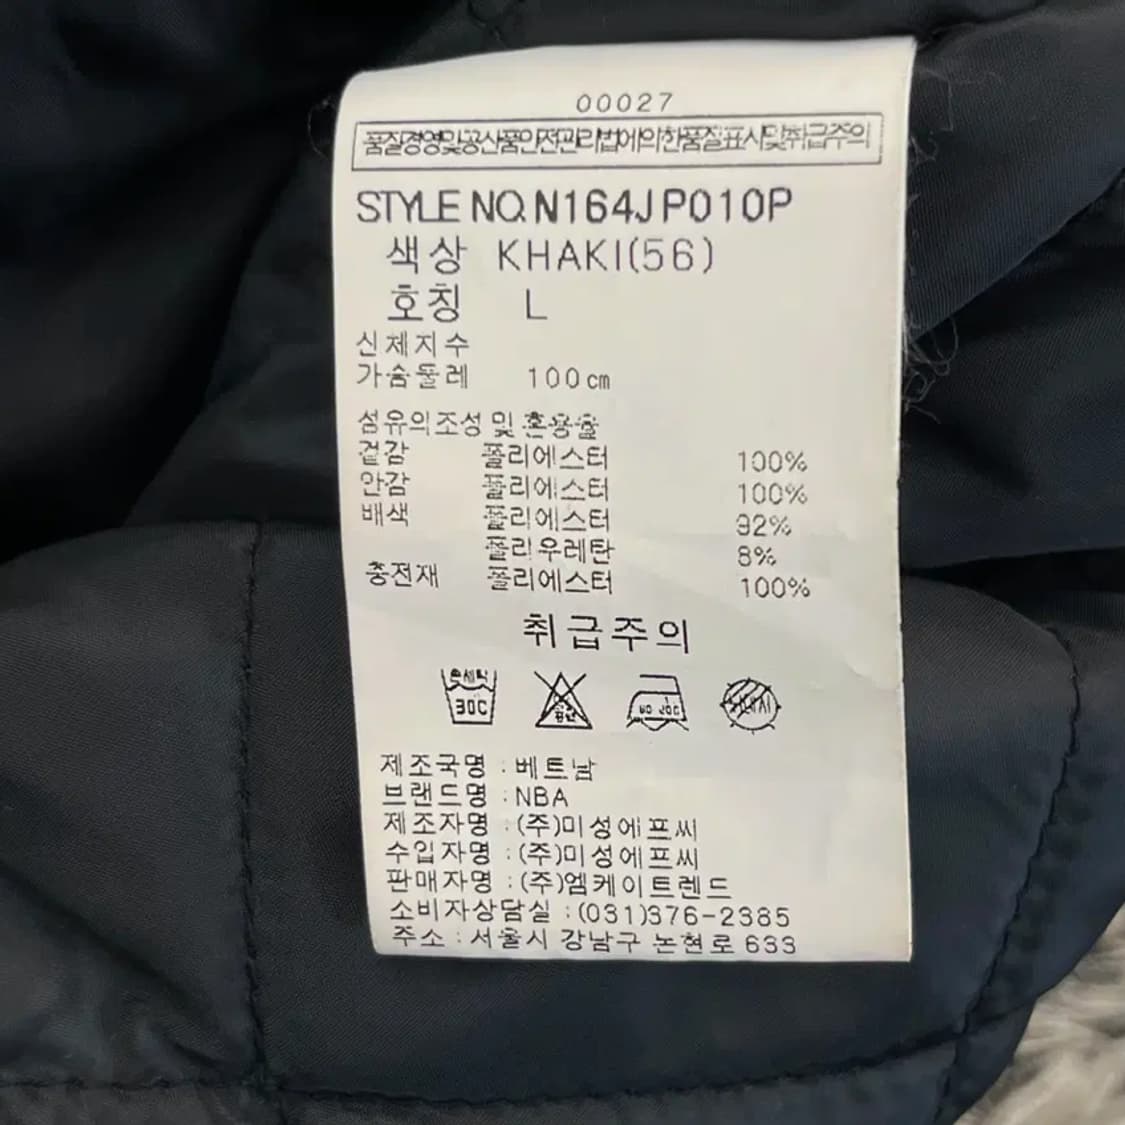 00027
품질경영및공산품안전관리법에의한품질표시및취급주의
STYLE NO. N164JP010P
색상 KHAKI(56)
호칭 L
신체지수
가슴둘레 100cm
섬유의조성 및 혼용율
겉감 폴리에스터 100%
안감 폴리에스터 100%
배색 폴리에스터 92%
폴리우레탄 8%
충전재 폴리에스터 100%
취급주의
손세탁
30C
제조국명 : 베트남
브랜드명 : NBA
제조자명 : (주)미성에프씨
수입자명 : (주)미성에프씨
판매자명 : (주)엠케이트렌드
소비자상담실 : (031)376-2385
주소 : 서울시 강남구 논현로 633